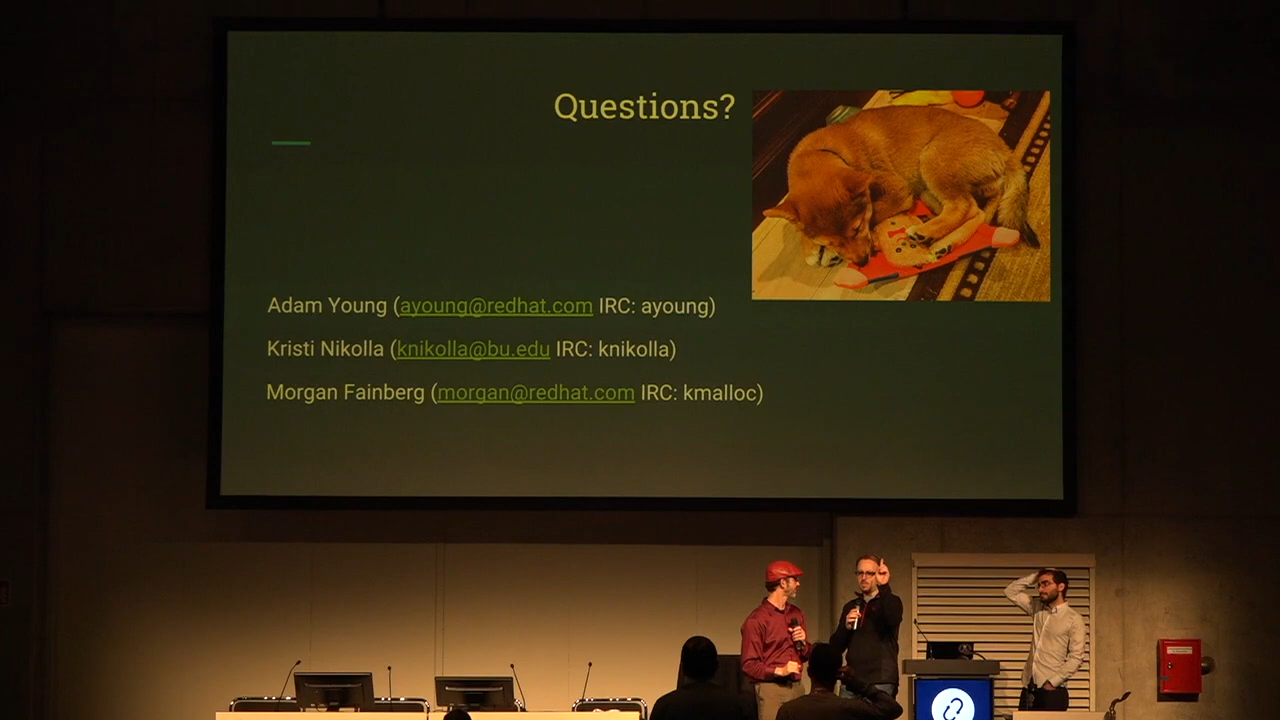 Questions?
Adam Young (ayoung@redhat.com IRC: ayoung)
Kristi Nikolla (knikolla@bu.edu IRC: knikolla)
Morgan Fainberg (morgan@redhat.com IRC: kmalloc)